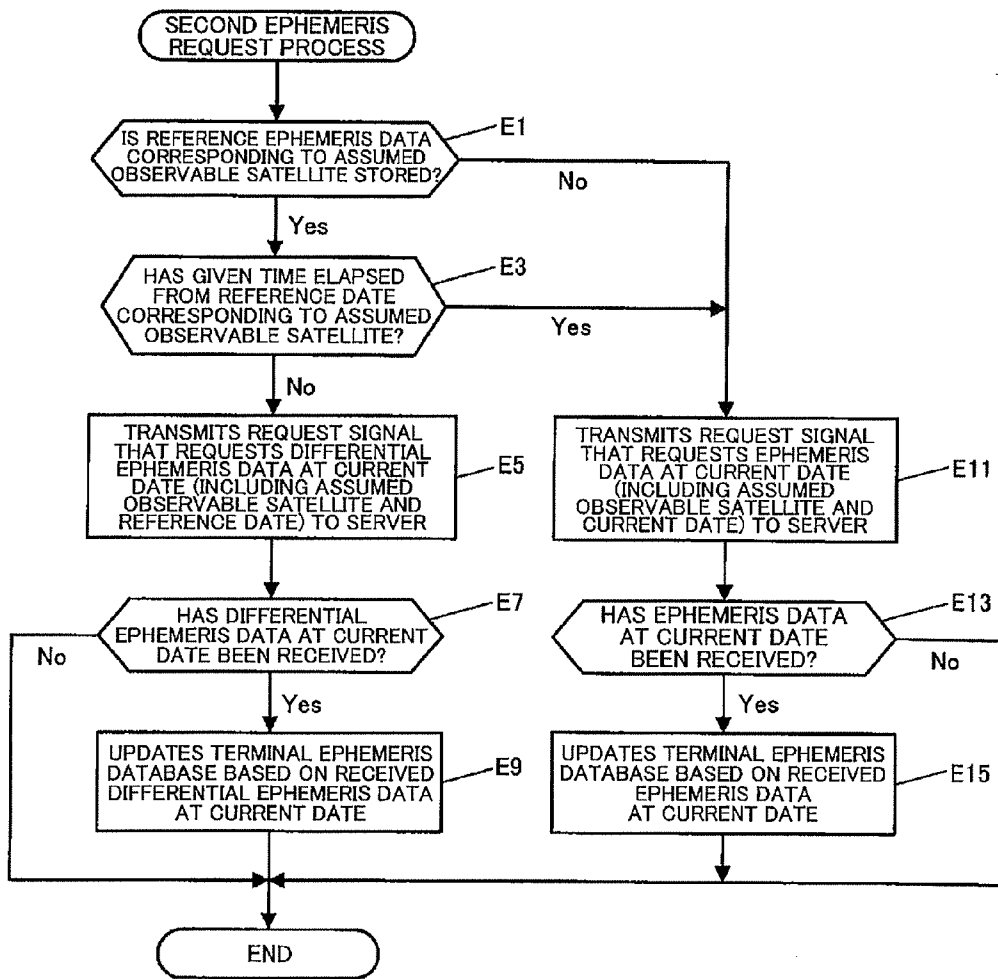 SECOND EPHEMERIS
REQUEST PROCESS
IS REFERENCE EPHEMERIS DATA
CORRESPONDING TO ASSUMED
OBSERVABLE SATELLITE STORED?
E1
No
Yes
HAS GIVEN TIME ELAPSED
FROM REFERENCE DATE
CORRESPONDING TO ASSUMED
OBSERVABLE SATELLITE?
E3
Yes
No
TRANSMITS REQUEST SIGNAL
THAT REQUESTS DIFFERENTIAL
EPHEMERIS DATA AT CURRENT
DATE (INCLUDING ASSUMED
OBSERVABLE SATELLITE AND
REFERENCE DATE) TO SERVER
E5
TRANSMITS REQUEST SIGNAL
THAT REQUESTS EPHEMERIS
DATA AT CURRENT DATE
(INCLUDING ASSUMED
OBSERVABLE SATELLITE AND
CURRENT DATE) TO SERVER
E11
HAS DIFFERENTIAL
EPHEMERIS DATA AT CURRENT
DATE BEEN RECEIVED?
E7
No
Yes
HAS EPHEMERIS DATA
AT CURRENT DATE
BEEN RECEIVED?
E13
No
Yes
UPDATES TERMINAL EPHEMERIS
DATABASE BASED ON RECEIVED
DIFFERENTIAL EPHEMERIS DATA
AT CURRENT DATE
E9
UPDATES TERMINAL EPHEMERIS
DATABASE BASED ON RECEIVED
EPHEMERIS DATA
AT CURRENT DATE
E15
END